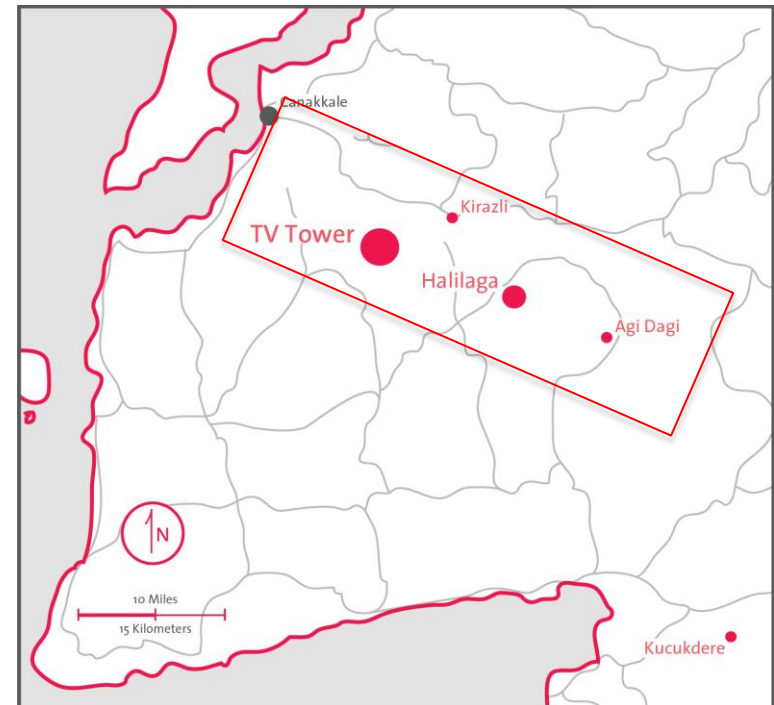 Canakkale
Kirazli
TV Tower
Halilaga
Agi Dagi
N
10 Miles
15 Kilometers
Kucukdere